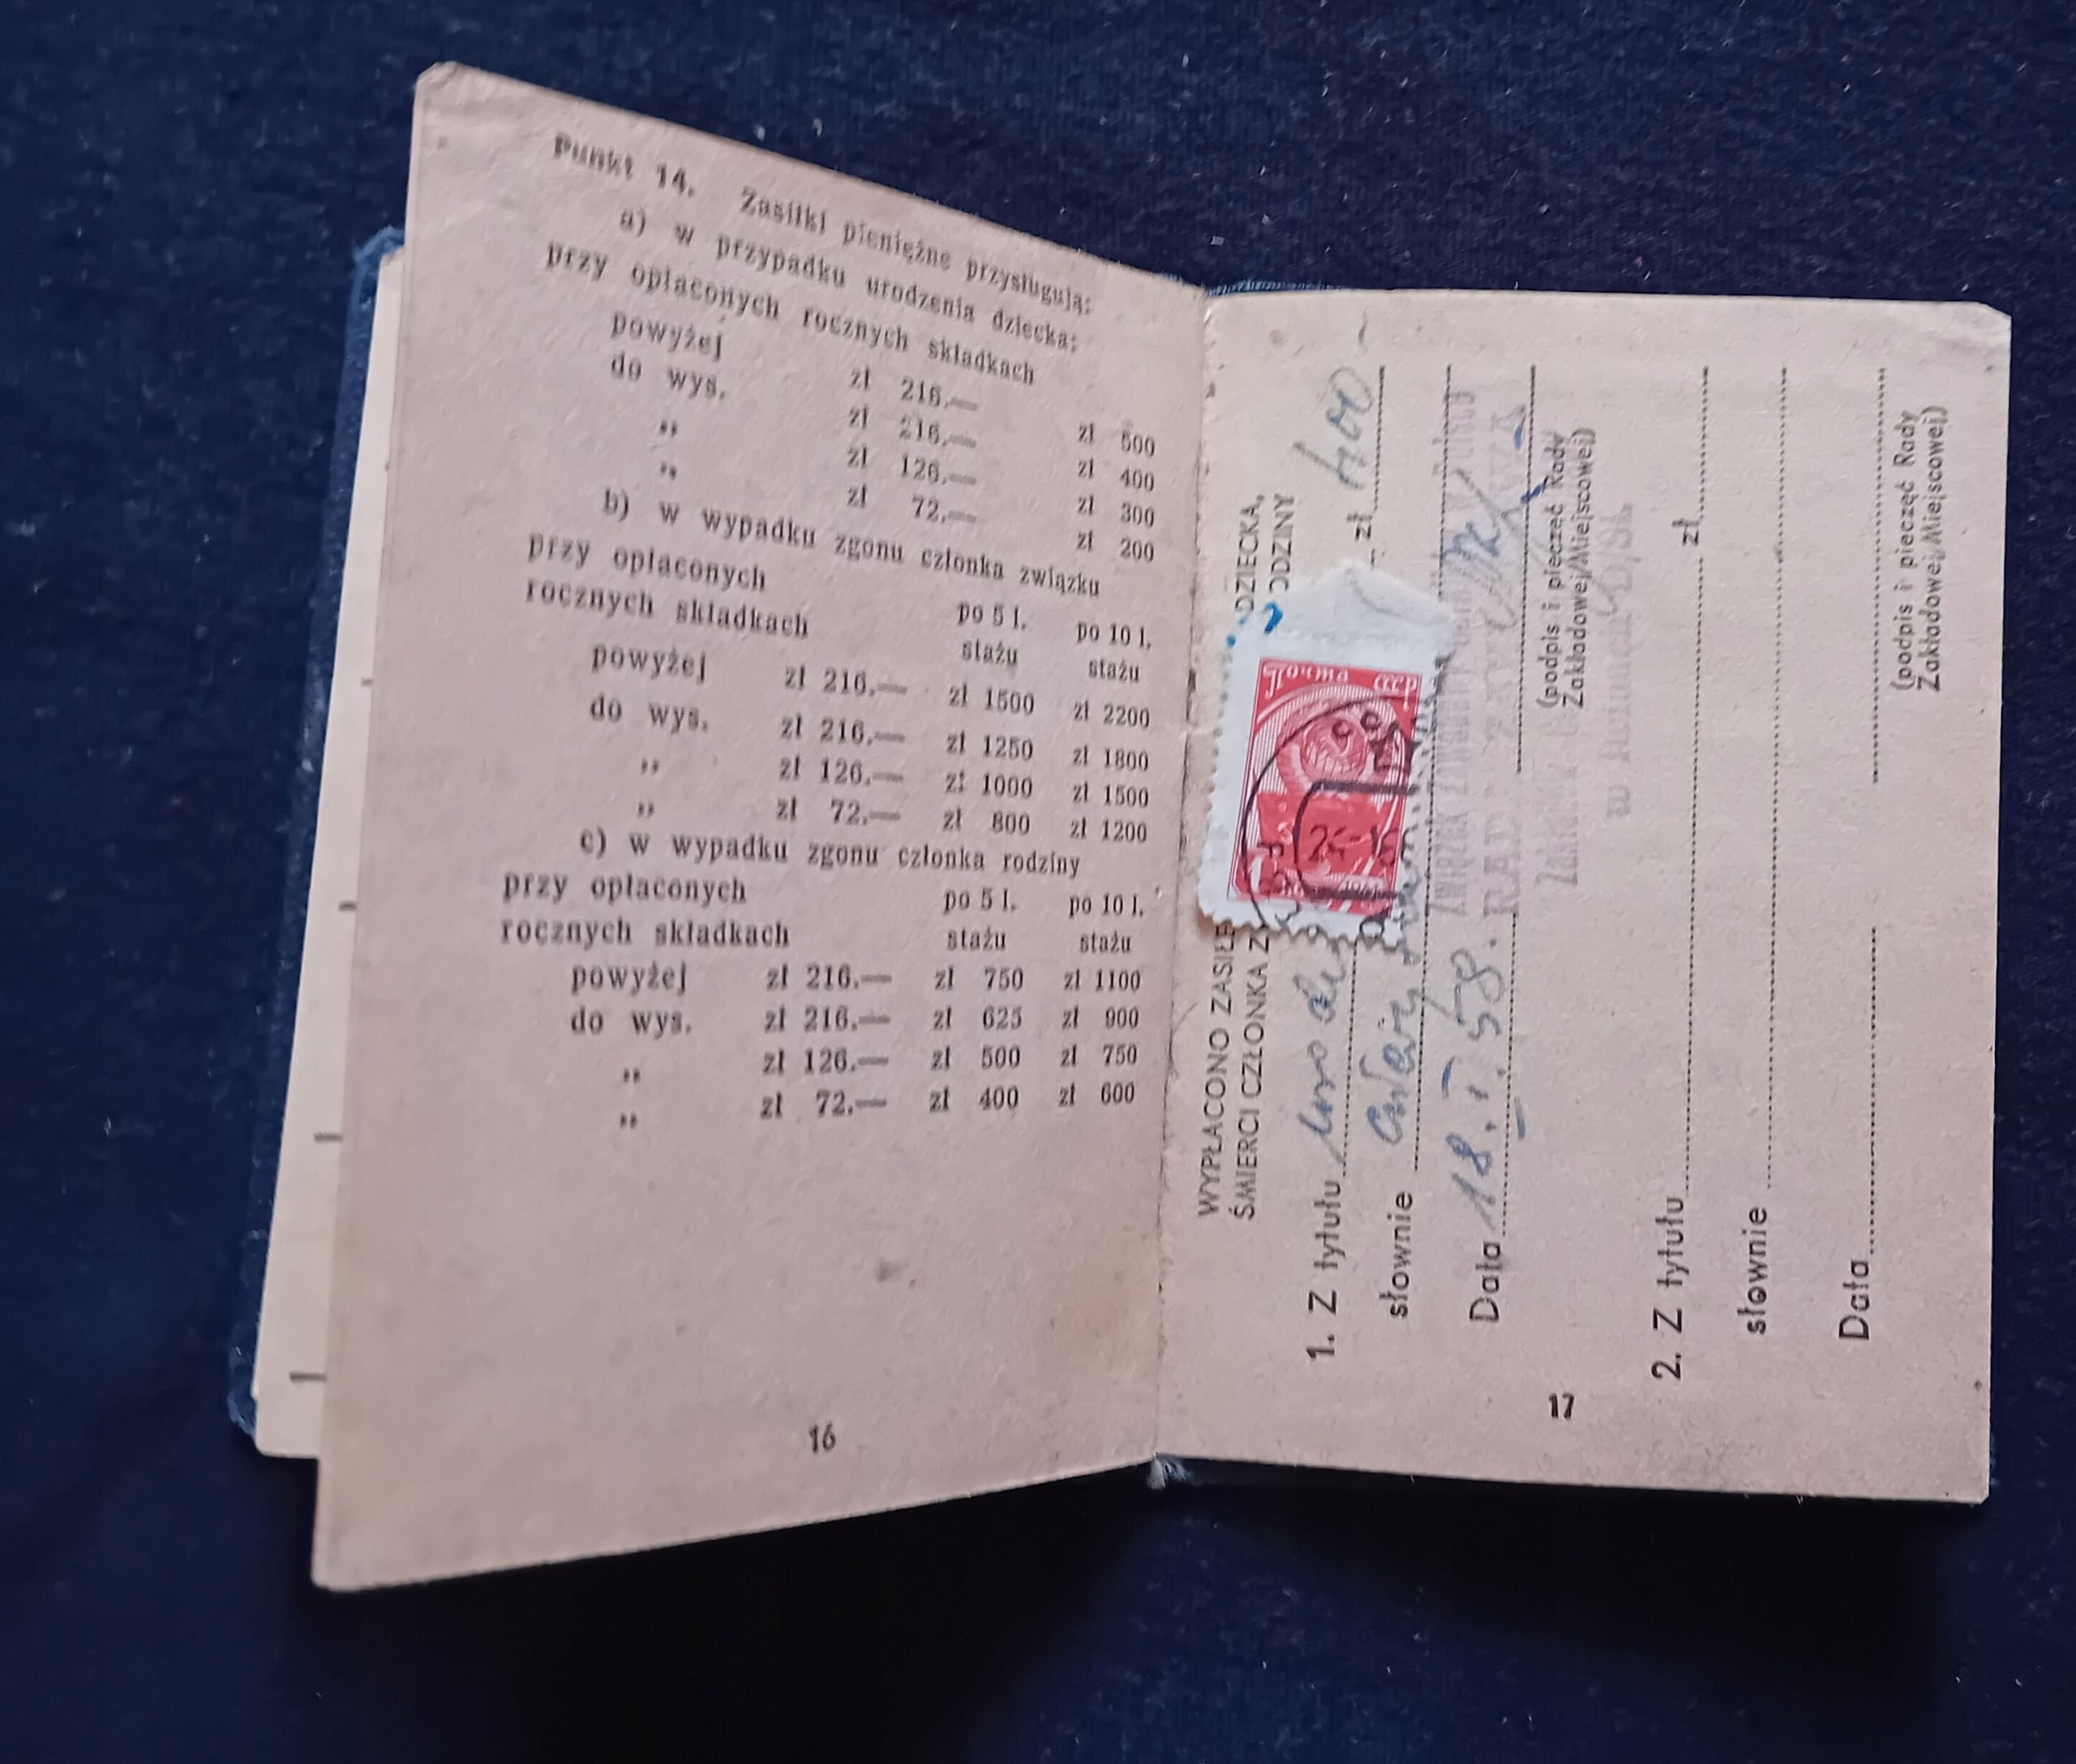 Punkt 14. Zasiłki pieniężne przysługują:
a) w przypadku urodzenia dziecka:
przy opłaconych rocznych składkach
powyżej zł 216.— zł 500
do wys. zł 216.— zł 400
„ zł 126.— zł 300
„ zł 72.— zł 200
b) w wypadku zgonu członka związku
przy opłaconych po 5 l. po 10 l.
rocznych składkach stażu stażu
powyżej zł 216.— zł 1500 zł 2200
do wys. zł 216.— zł 1250 zł 1800
„ zł 126.— zł 1000 zł 1500
„ zł 72.— zł 800 zł 1200
c) w wypadku zgonu członka rodziny
przy opłaconych po 5 l. po 10 l.
rocznych składkach stażu stażu
powyżej zł 216.— zł 750 zł 1100
do wys. zł 216.— zł 625 zł 900
„ zł 126.— zł 500 zł 750
„ zł 72.— zł 400 zł 600
16
WYPŁACONO DZIECKA,
ŚMIERCI CZŁONKA
1. Z tytułu zł 400
słownie
Data 18. I. 58.
(podpis i pieczęć Rady
Zakładowej/Miejscowej)
2. Z tytułu zł
słownie
Data
(podpis i pieczęć Rady
Zakładowej/Miejscowej)
17